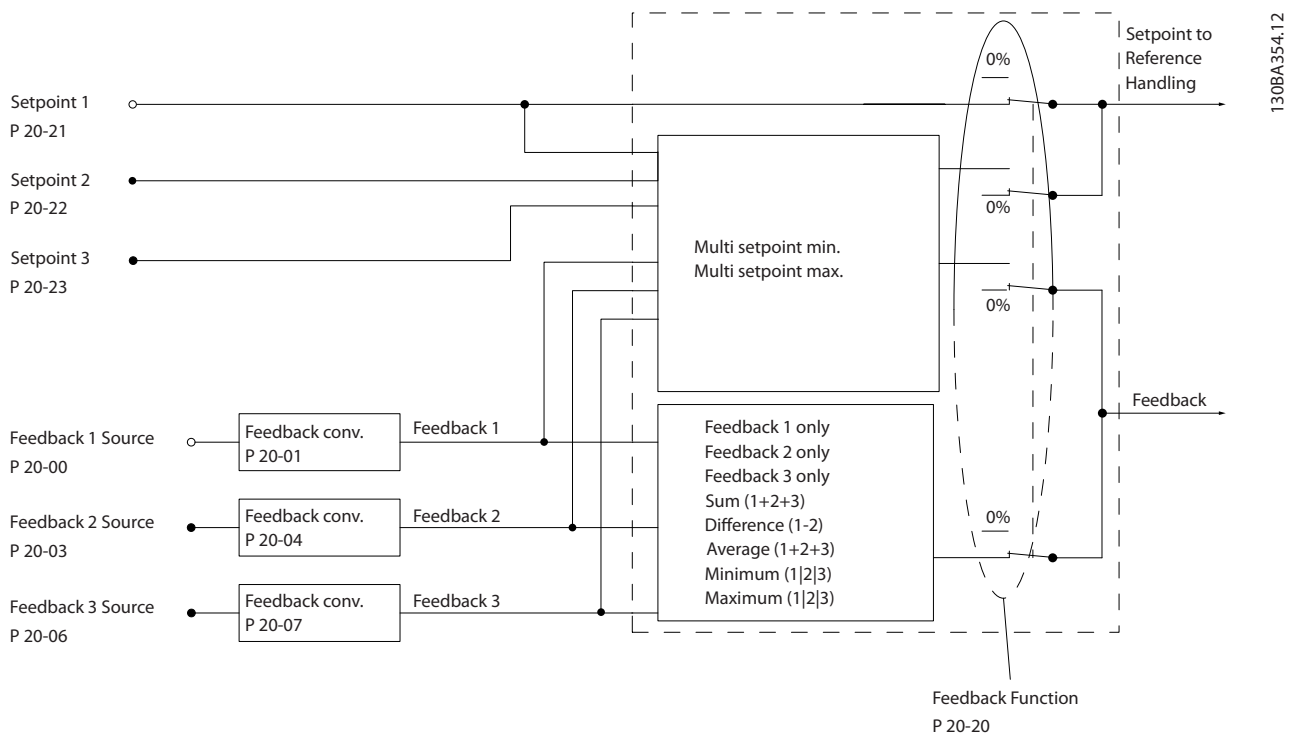 130BA354.12
Setpoint to
Reference
Handling
0%
Setpoint 1
P 20-21
Setpoint 2
P 20-22
0%
Setpoint 3
P 20-23
Multi setpoint min.
Multi setpoint max.
0%
Feedback
Feedback 1 Source
P 20-00
Feedback conv.
P 20-01
Feedback 1
Feedback 2 Source
P 20-03
Feedback conv.
P 20-04
Feedback 2
Feedback 3 Source
P 20-06
Feedback conv.
P 20-07
Feedback 3
Feedback 1 only
Feedback 2 only
Feedback 3 only
Sum (1+2+3)
Difference (1-2)
Average (1+2+3)
Minimum (1|2|3)
Maximum (1|2|3)
0%
Feedback Function
P 20-20